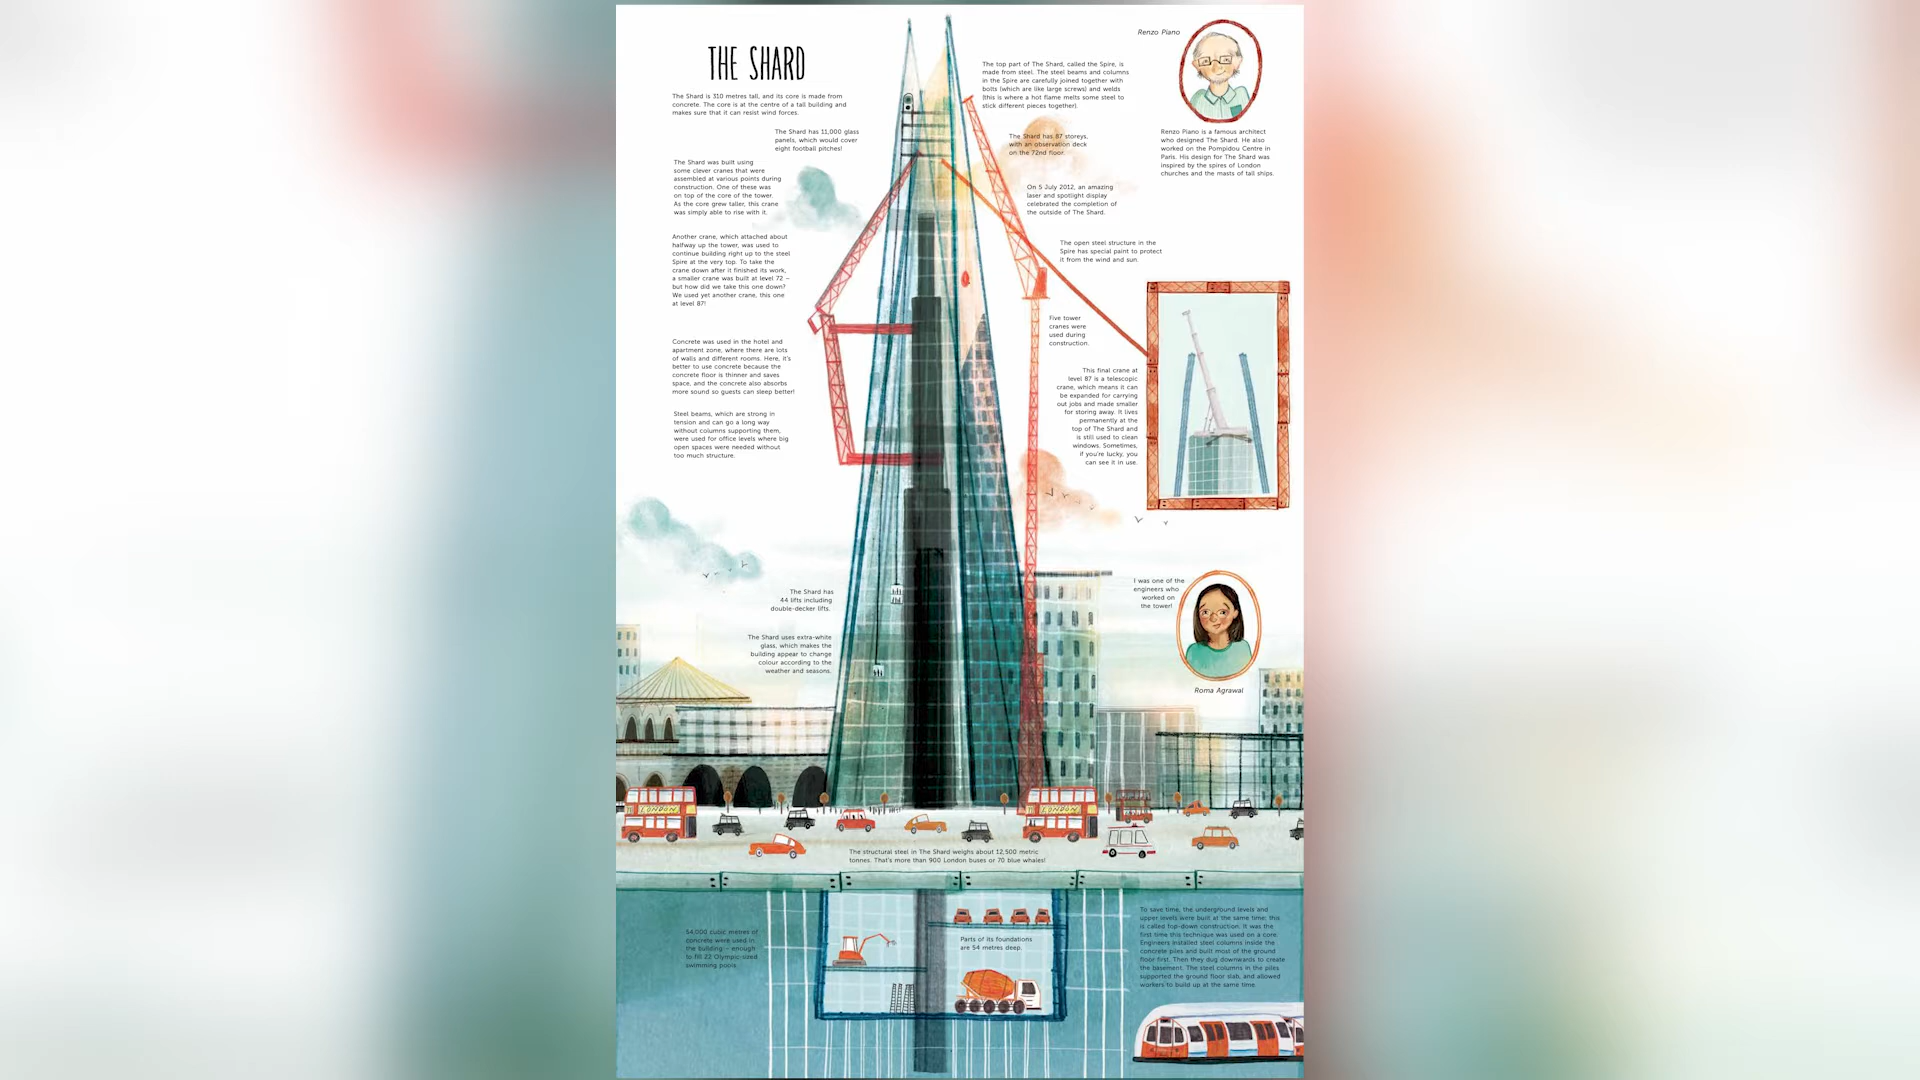 THE SHARD
The Shard is 310 metres tall, and its core is made from
concrete. The core is at the centre of a tall building and
makes sure that it can resist wind forces.
The Shard has 11,000 glass
panels, which would cover
eight football pitches!
The Shard was built using
some clever cranes that were
assembled at various points during
construction. One of these was
on top of the core of the tower.
As the core grew taller, this crane
was simply able to rise with it.
Another crane, which attached about
halfway up the tower, was used to
continue building right up to the steel
Spire at the very top. To take the
crane down after it finished its work,
a smaller crane was built at level 72 –
but how did we take this one down?
We used yet another crane, this one
at level 87!
Concrete was used in the hotel and
apartment zone, where there are lots
of walls and different rooms. Here, it's
better to use concrete because the
concrete floor is thinner and saves
space, and the concrete also absorbs
more sound so guests can sleep better!
Steel beams, which are strong in
tension and can go a long way
without columns supporting them,
were used for office levels where big
open spaces were needed without
too much structure.
The Shard has
44 lifts including
double-decker lifts.
The Shard uses extra-white
glass, which makes the
building appear to change
colour according to the
weather and seasons.
The top part of The Shard, called the Spire, is
made from steel. The steel beams and columns
in the Spire are carefully joined together with
bolts (which are like large screws) and welds
(this is where a hot flame melts some steel to
stick different pieces together).
The Shard has 87 storeys,
with an observation deck
on the 72nd floor.
On 5 July 2012, an amazing
laser and spotlight display
celebrated the completion of
the outside of The Shard.
The open steel structure in the
Spire has special paint to protect
it from the wind and sun.
Renzo Piano
Renzo Piano is a famous architect
who designed The Shard. He also
worked on the Pompidou Centre in
Paris. His design for The Shard was
inspired by the spires of London
churches and the masts of tall ships.
Five tower
cranes were
used during
construction.
This final crane at
level 87 is a telescopic
crane, which means it can
be expanded for carrying
out jobs and made smaller
for storing away. It lives
permanently at the
top of The Shard and
is still used to clean
windows. Sometimes,
if you're lucky, you
can see it in use.
I was one of the
engineers who
worked on
the tower!
Roma Agrawal
LONDON
LONDON
The structural steel in The Shard weighs about 12,500 metric
tonnes. That's more than 900 London buses or 70 blue whales!
54,000 cubic metres of
concrete were used in
the building – enough
to fill 22 Olympic-sized
swimming pools.
Parts of its foundations
are 54 metres deep.
To save time, the underground levels and
upper levels were built at the same time; this
is called top-down construction. It was the
first time this technique was used on a core.
Engineers installed steel columns inside the
concrete piles and built most of the ground
floor first. Then they dug downwards to create
the basement. The steel columns in the piles
supported the ground floor slab, and allowed
workers to build up at the same time.